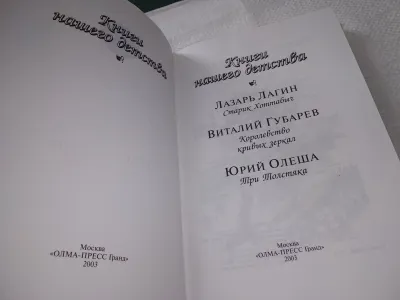 Книги
нашего детства
Москва
«ОЛМА-ПРЕСС Гранд»
2003
Книги
нашего детства
Лазарь Лагин
Старик Хоттабыч
Виталий Губарев
Королевство
кривых зеркал
Юрий Олеша
Три Толстяка
Москва
«ОЛМА-ПРЕСС Гранд»
2003